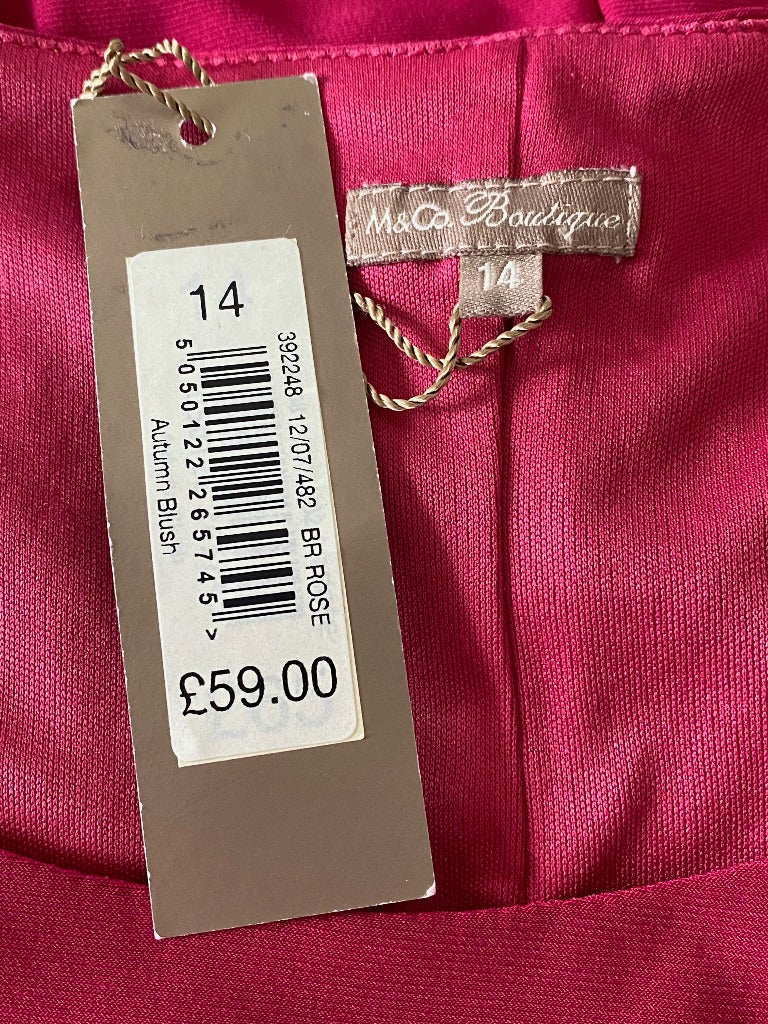 14
392248 12/07/482 BR ROSE
5 050122 265745 >
Autumn Blush
£59.00
M&Co. Boutique
14